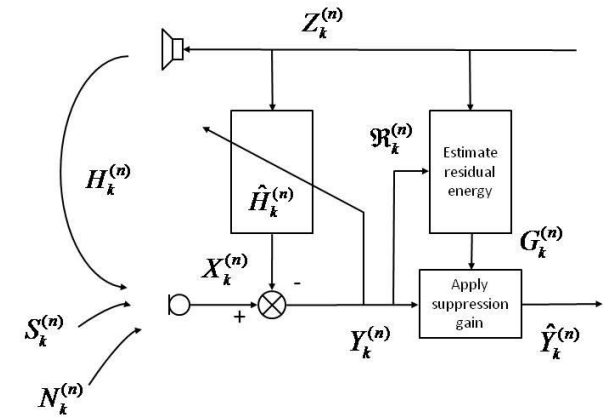 Z_k^{(n)}
ℜ_k^{(n)}
Estimate
residual
energy
H_k^{(n)}
Ĥ_k^{(n)}
G_k^{(n)}
X_k^{(n)}
-
Apply
suppression
gain
+
S_k^{(n)}
Y_k^{(n)}
Ŷ_k^{(n)}
N_k^{(n)}